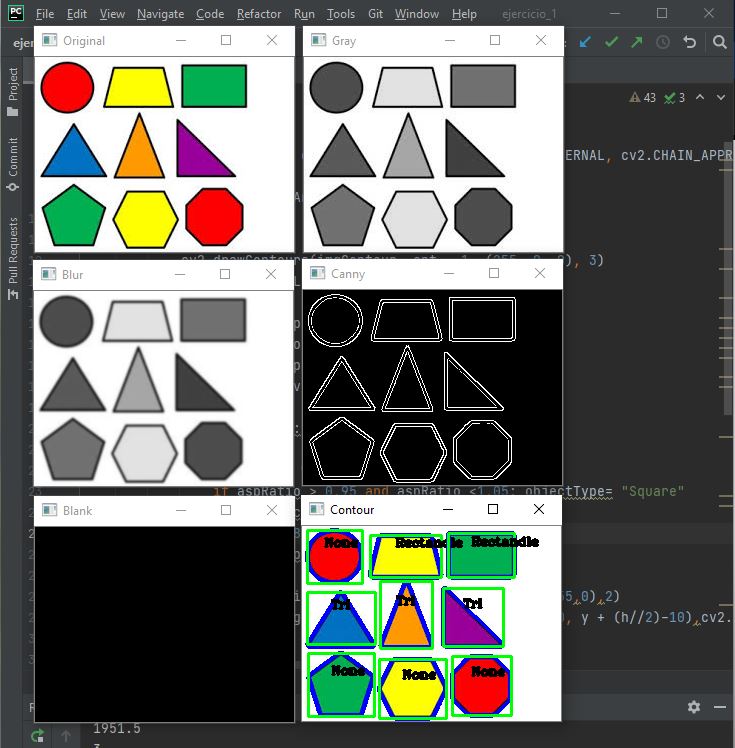 PC File Edit View Navigate Code Refactor Run Tools Git Window Help ejercicio_1
ejer
Original
Gray
Project
43 3
Commit
ERNAL, cv2.CHAIN_APPR
Pull Requests
cv2.drawContours(imgContour, cnt, -1, (255, 0, 0), 3)
Blur
Canny
if aspRatio > 0.95 and aspRatio <1.05: objectType= "Square"
Blank
Contour
None Rectangle Rectangle
Tri Tri Tri
55,0),2)
, y + (h//2)-10),cv2.
None None None
1951.5
3